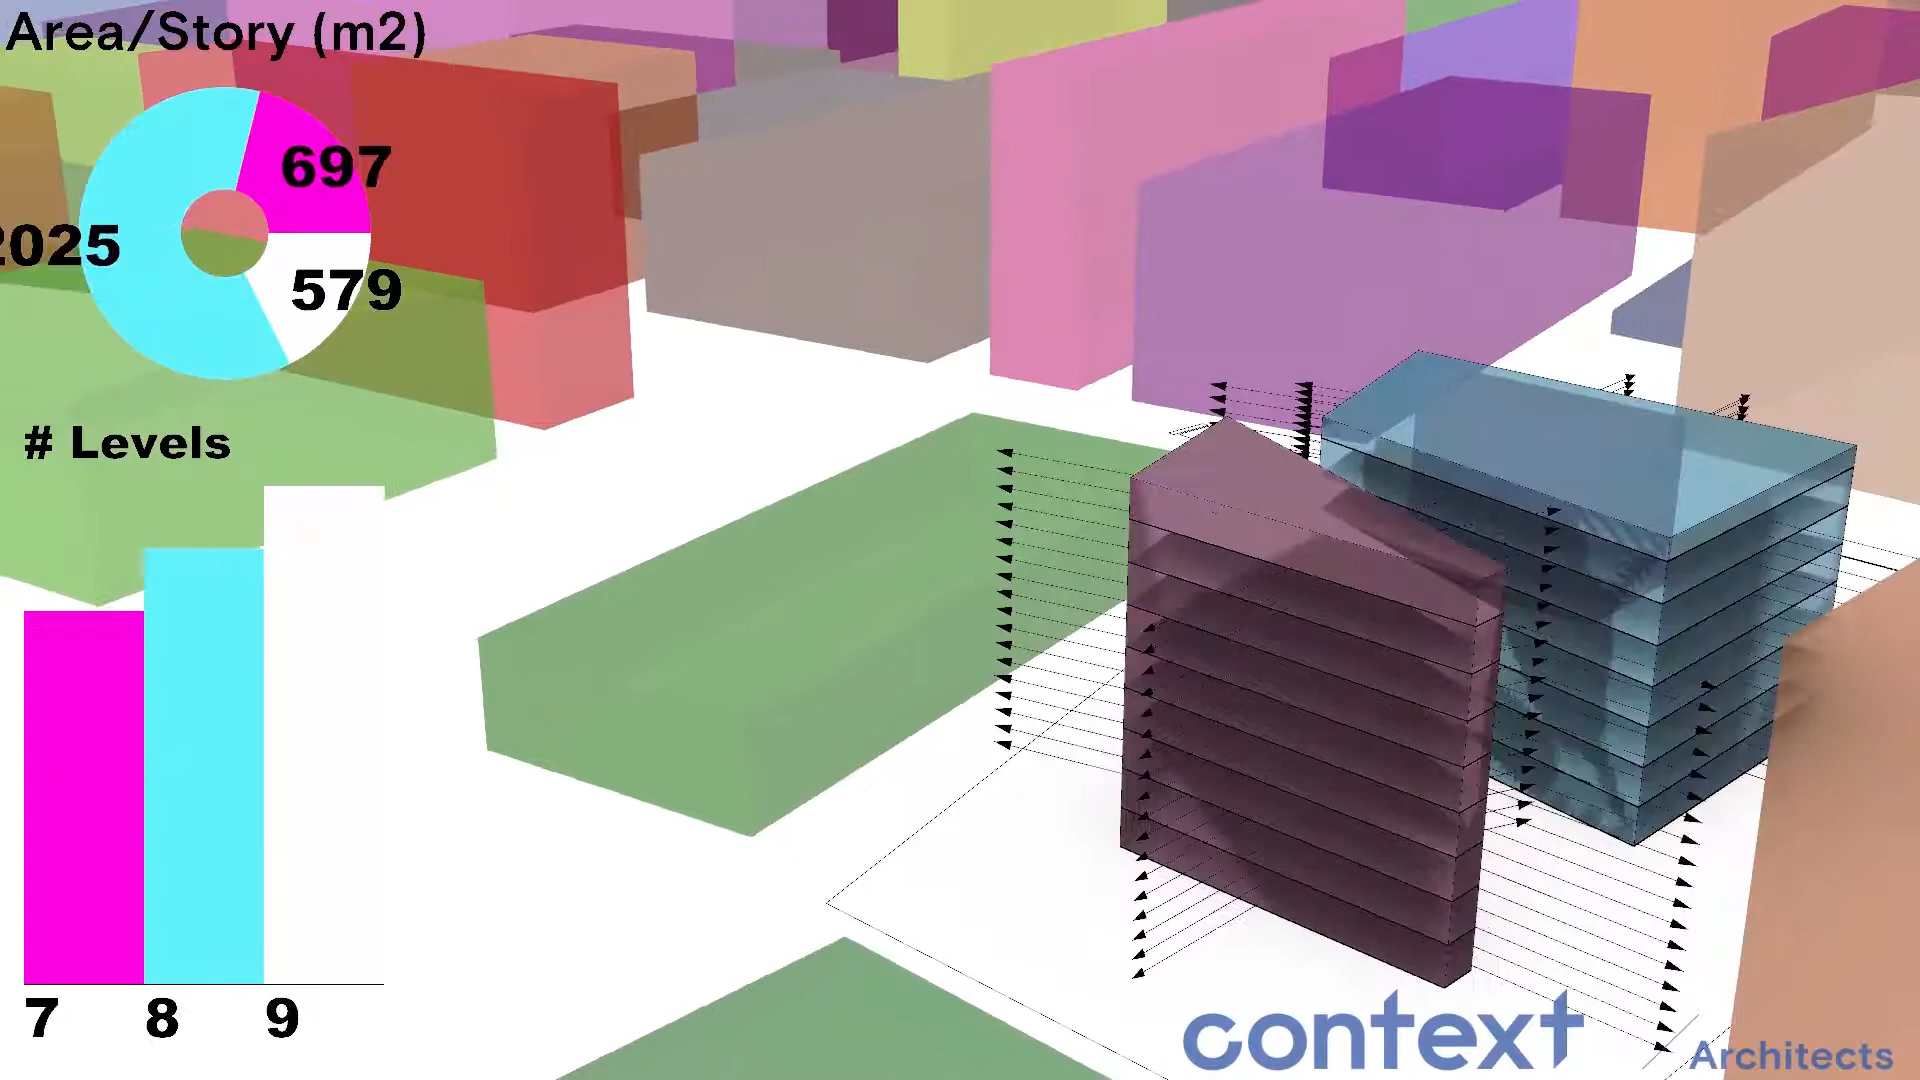 Area/Story (m2)
697
2025
579
# Levels
7 8 9
context
Architects